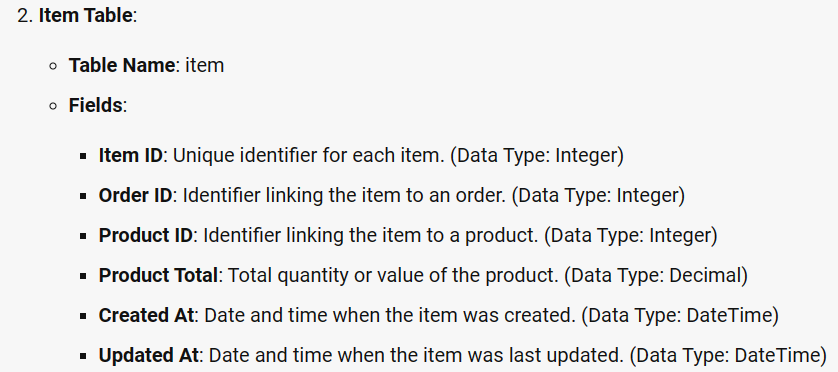 2. Item Table:
Table Name: item
Fields:
Item ID: Unique identifier for each item. (Data Type: Integer)
Order ID: Identifier linking the item to an order. (Data Type: Integer)
Product ID: Identifier linking the item to a product. (Data Type: Integer)
Product Total: Total quantity or value of the product. (Data Type: Decimal)
Created At: Date and time when the item was created. (Data Type: DateTime)
Updated At: Date and time when the item was last updated. (Data Type: DateTime)